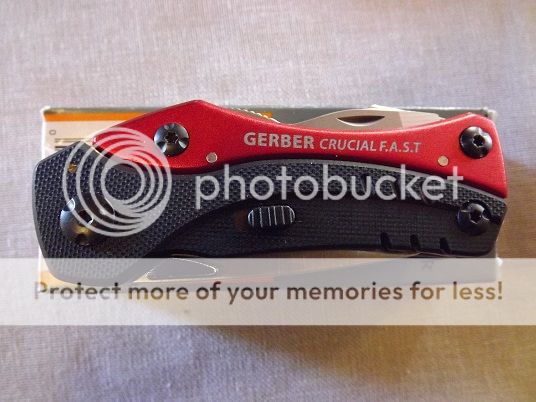 GERBER CRUCIAL F.A.S.T
photobucket
Protect more of your memories for less!